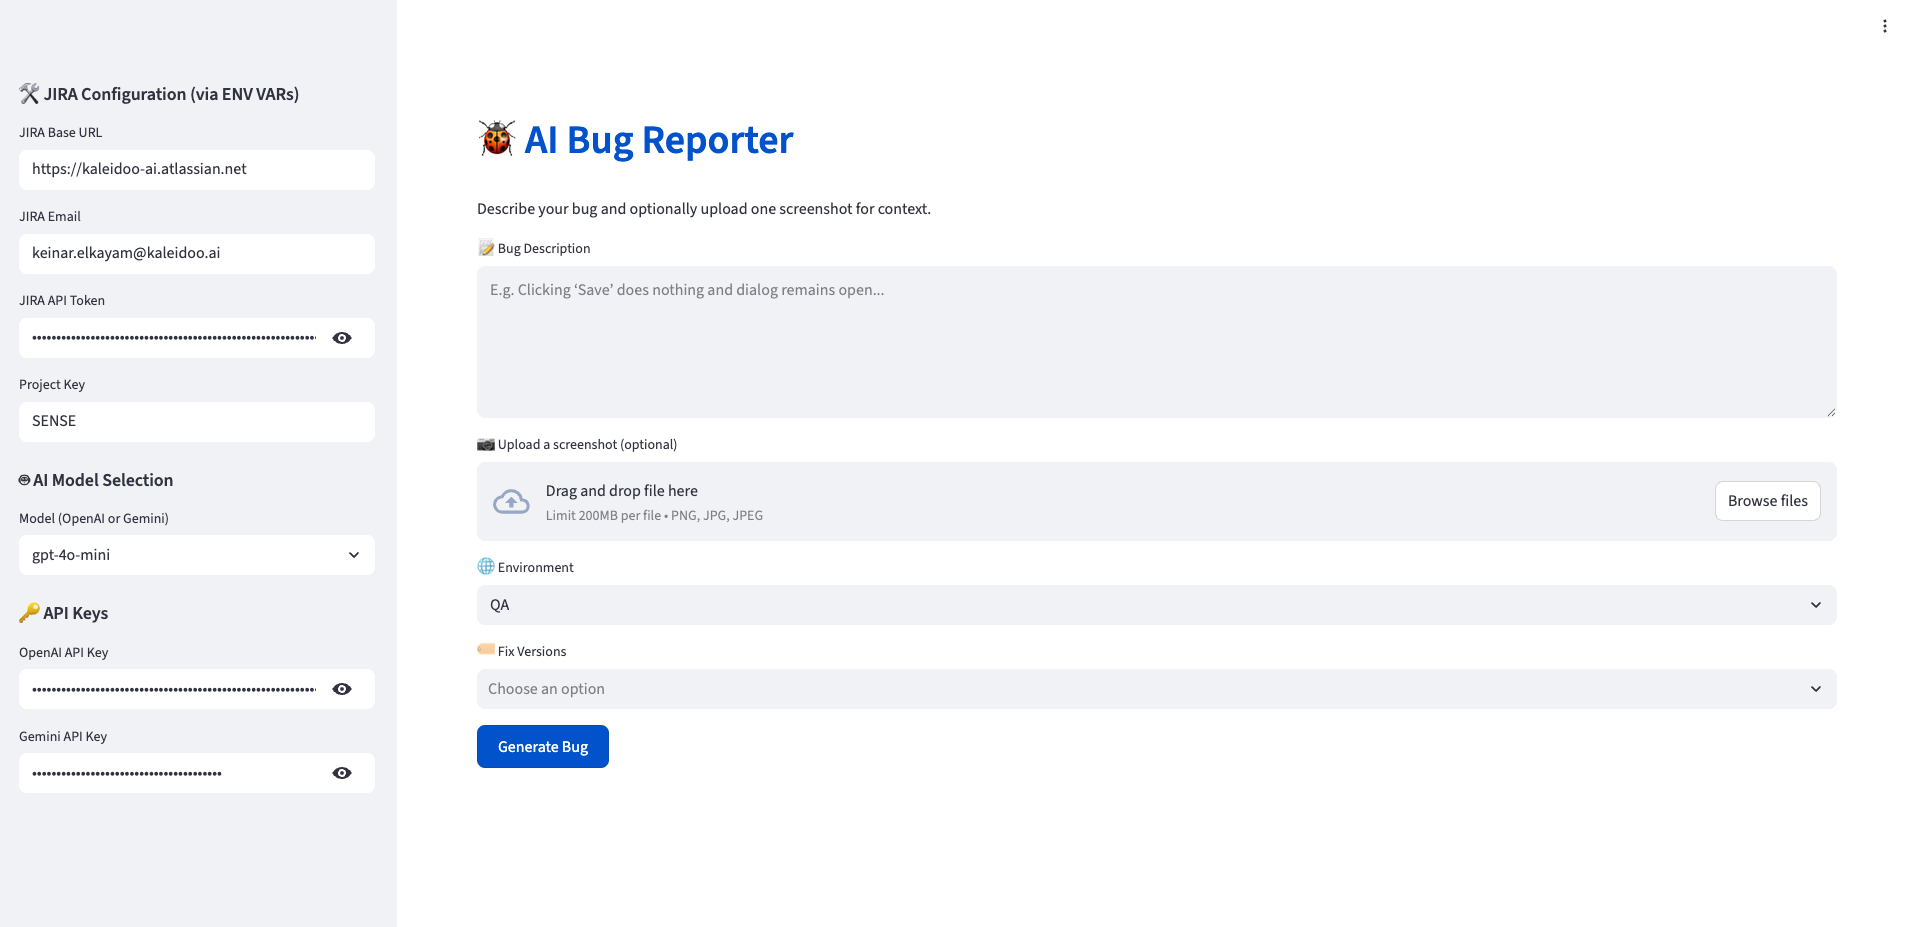 🛠️ JIRA Configuration (via ENV VARs)
JIRA Base URL
https://kaleidoo-ai.atlassian.net
JIRA Email
keinar.elkayam@kaleidoo.ai
JIRA API Token
Project Key
SENSE
AI Model Selection
Model (OpenAI or Gemini)
gpt-4o-mini
🔑 API Keys
OpenAI API Key
Gemini API Key
🐞 AI Bug Reporter
Describe your bug and optionally upload one screenshot for context.
📝 Bug Description
E.g. Clicking ‘Save’ does nothing and dialog remains open...
📷 Upload a screenshot (optional)
Drag and drop file here
Limit 200MB per file • PNG, JPG, JPEG
Browse files
🌐 Environment
QA
🏷️ Fix Versions
Choose an option
Generate Bug